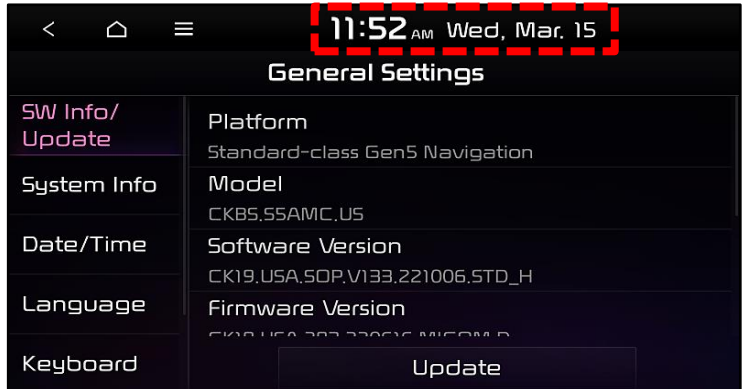 11:52 AM Wed, Mar. 15
General Settings
SW Info/
Update
System Info
Date/Time
Language
Keyboard
Platform
Standard-class Gen5 Navigation
Model
CKBS.S5AMC.US
Software Version
CK19.USA.SOP.V133.221006.STD_H
Firmware Version
Update